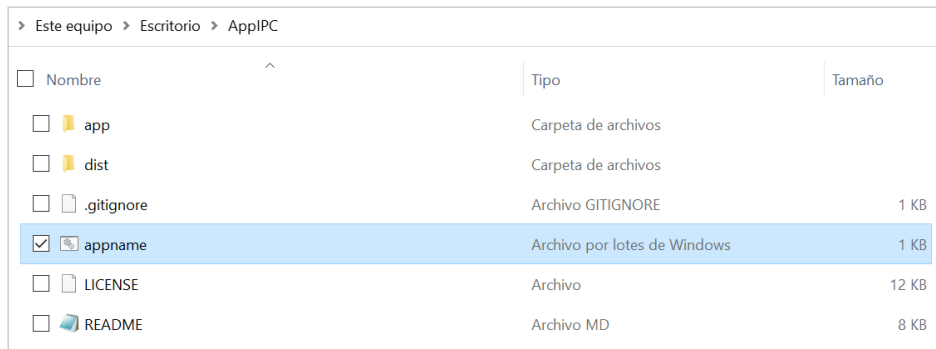 Este equipo > Escritorio > AppIPC
Nombre Tipo Tamaño
app Carpeta de archivos
dist Carpeta de archivos
.gitignore Archivo GITIGNORE 1 KB
appname Archivo por lotes de Windows 1 KB
LICENSE Archivo 12 KB
README Archivo MD 8 KB